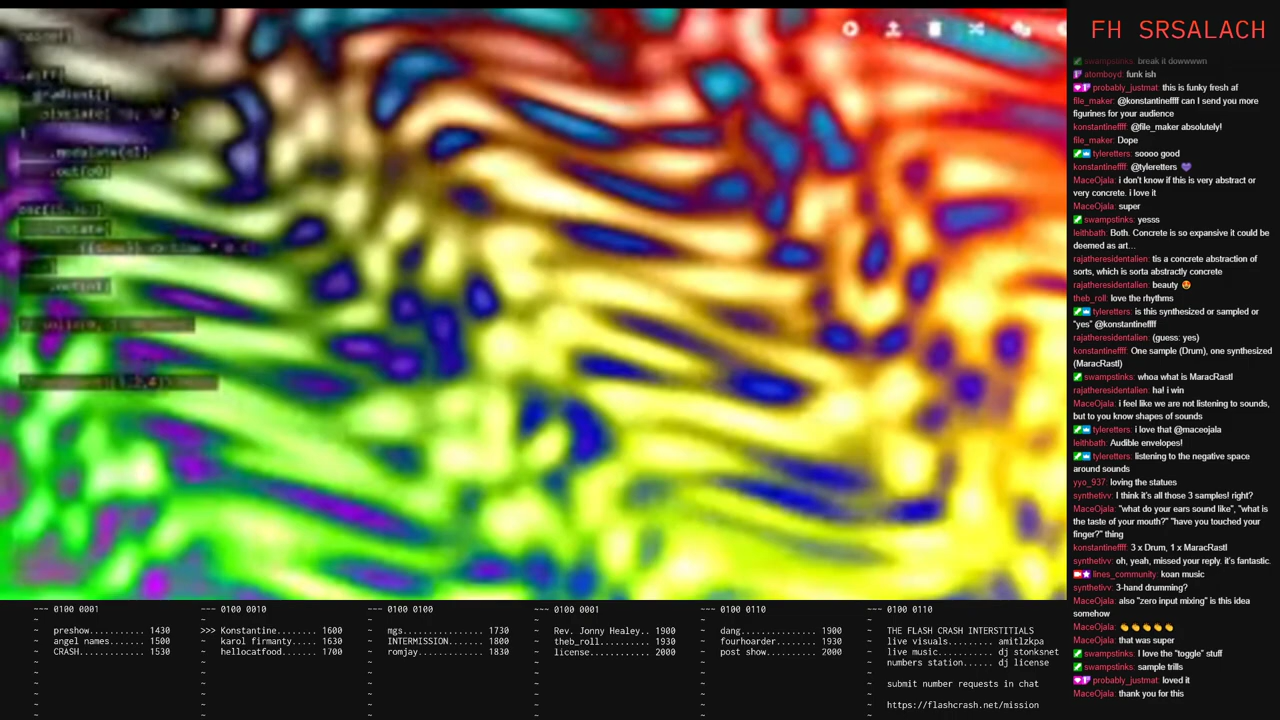 FH SRSALACH
swampstinks: break it dowwwwn
atomboyd: funk ish
probably_justmat: this is funky fresh af
file_maker: @konstantineffff can I send you more
figurines for your audience
konstantineffff: @file_maker absolutely!
file_maker: Dope
tyleretters: soooo good
konstantineffff: @tyleretters 💜
MaceOjala: i don't know if this is very abstract or
very concrete. i love it
MaceOjala: super
swampstinks: yesss
leithbath: Both. Concrete is so expansive it could be
deemed as art…
rajatheresidentalien: tis a concrete abstraction of
sorts, which is sorta abstractly concrete
rajatheresidentalien: beauty 😍
theb_roll: love the rhythms
tyleretters: is this synthesized or sampled or
"yes" @konstantineffff
rajatheresidentalien: (guess: yes)
konstantineffff: One sample (Drum), one synthesized
(MaracRastl)
swampstinks: whoa what is MaracRastl
rajatheresidentalien: ha! i win
MaceOjala: i feel like we are not listening to sounds,
but to you know shapes of sounds
tyleretters: i love that @maceojala
leithbath: Audible envelopes!
tyleretters: listening to the negative space
around sounds
yyo_937: loving the statues
synthetivv: I think it's all those 3 samples! right?
MaceOjala: "what do your ears sound like", "what is
the taste of your mouth?" "have you touched your
finger?" thing
konstantineffff: 3 x Drum, 1 x MaracRastl
synthetivv: oh, yeah, missed your reply. it's fantastic.
lines_community: koan music
synthetivv: 3-hand drumming?
MaceOjala: also "zero input mixing" is this idea
somehow
MaceOjala: 👏👏👏👏👏
MaceOjala: that was super
swampstinks: I love the "toggle" stuff
swampstinks: sample trills
probably_justmat: loved it
MaceOjala: thank you for this
~~~ 0100 0001
preshow........... 1430
angel names....... 1500
CRASH............. 1530
~~~ 0100 0010
>>> Konstantine........ 1600
karol firmanty..... 1630
hellocatfood....... 1700
~~~ 0100 0100
mgs................ 1730
INTERMISSION....... 1800
romjay............. 1830
~~~ 0100 0001
Rev. Jonny Healey.. 1900
theb_roll.......... 1930
license............ 2000
~~~ 0100 0110
dang............... 1900
fourhoarder........ 1930
post show.......... 2000
~~~ 0100 0110
THE FLASH CRASH INTERSTITIALS
live visuals....... amitlzkpa
live music......... dj stonksnet
numbers station...... dj license
submit number requests in chat
https://flashcrash.net/mission